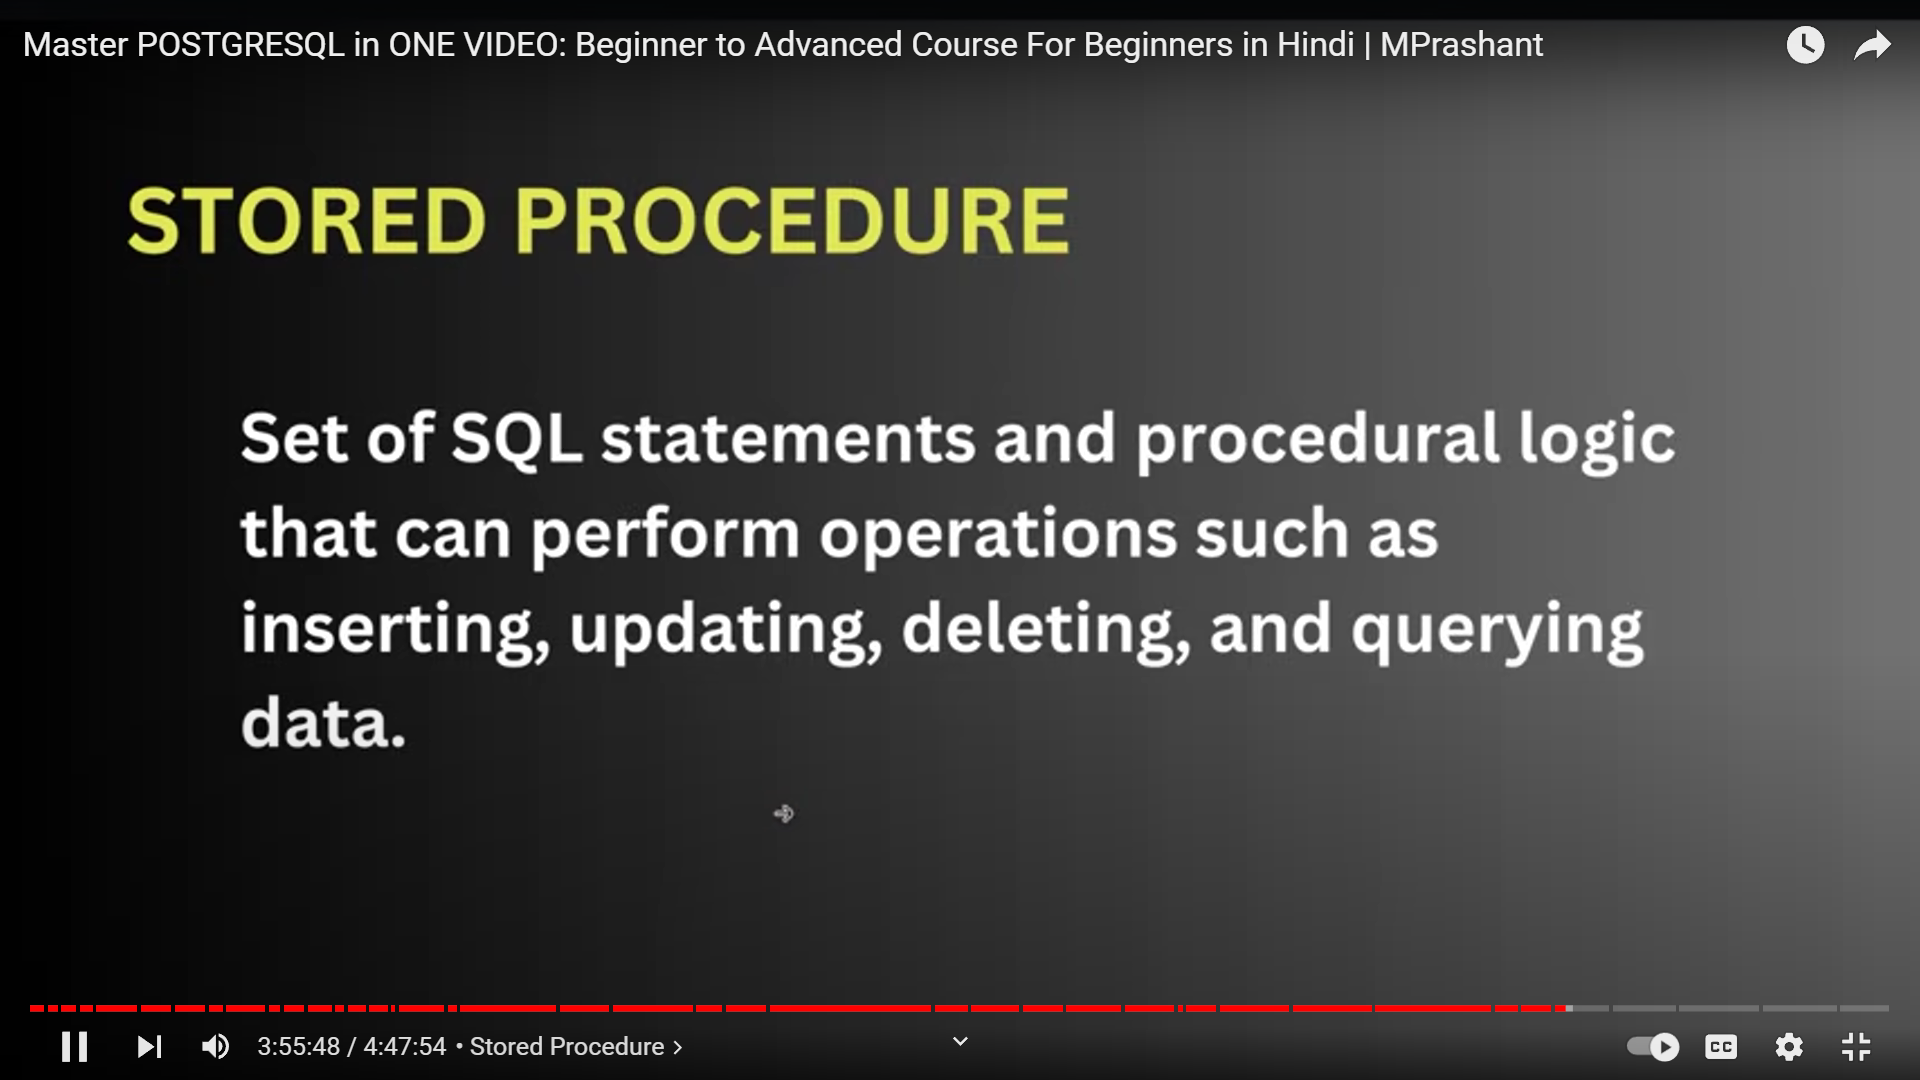 Master POSTGRESQL in ONE VIDEO: Beginner to Advanced Course For Beginners in Hindi | MPrashant
STORED PROCEDURE
Set of SQL statements and procedural logic
that can perform operations such as
inserting, updating, deleting, and querying
data.
3:55:48 / 4:47:54 • Stored Procedure >
CC